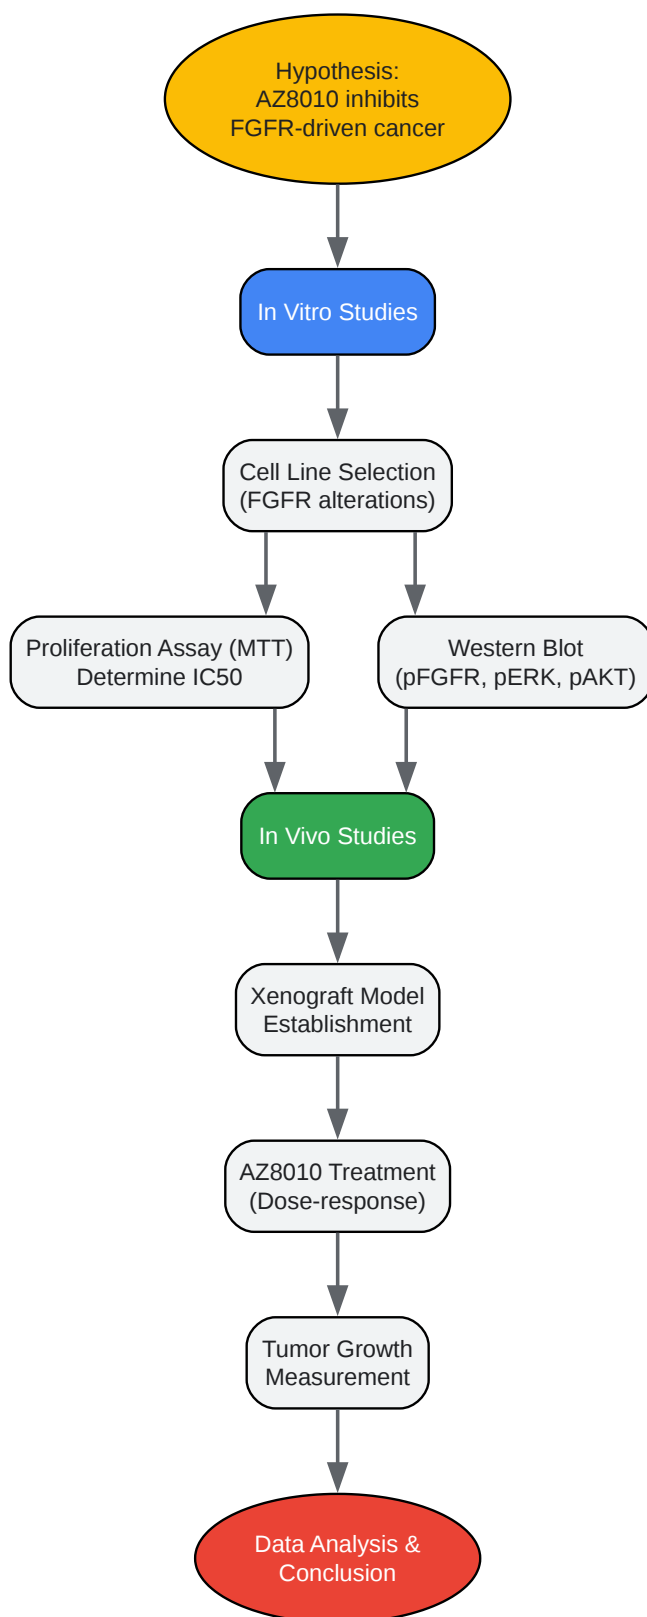 Hypothesis:
AZ8010 inhibits
FGFR-driven cancer
In Vitro Studies
Cell Line Selection
(FGFR alterations)
Proliferation Assay (MTT)
Determine IC50
Western Blot
(pFGFR, pERK, pAKT)
In Vivo Studies
Xenograft Model
Establishment
AZ8010 Treatment
(Dose-response)
Tumor Growth
Measurement
Data Analysis &
Conclusion